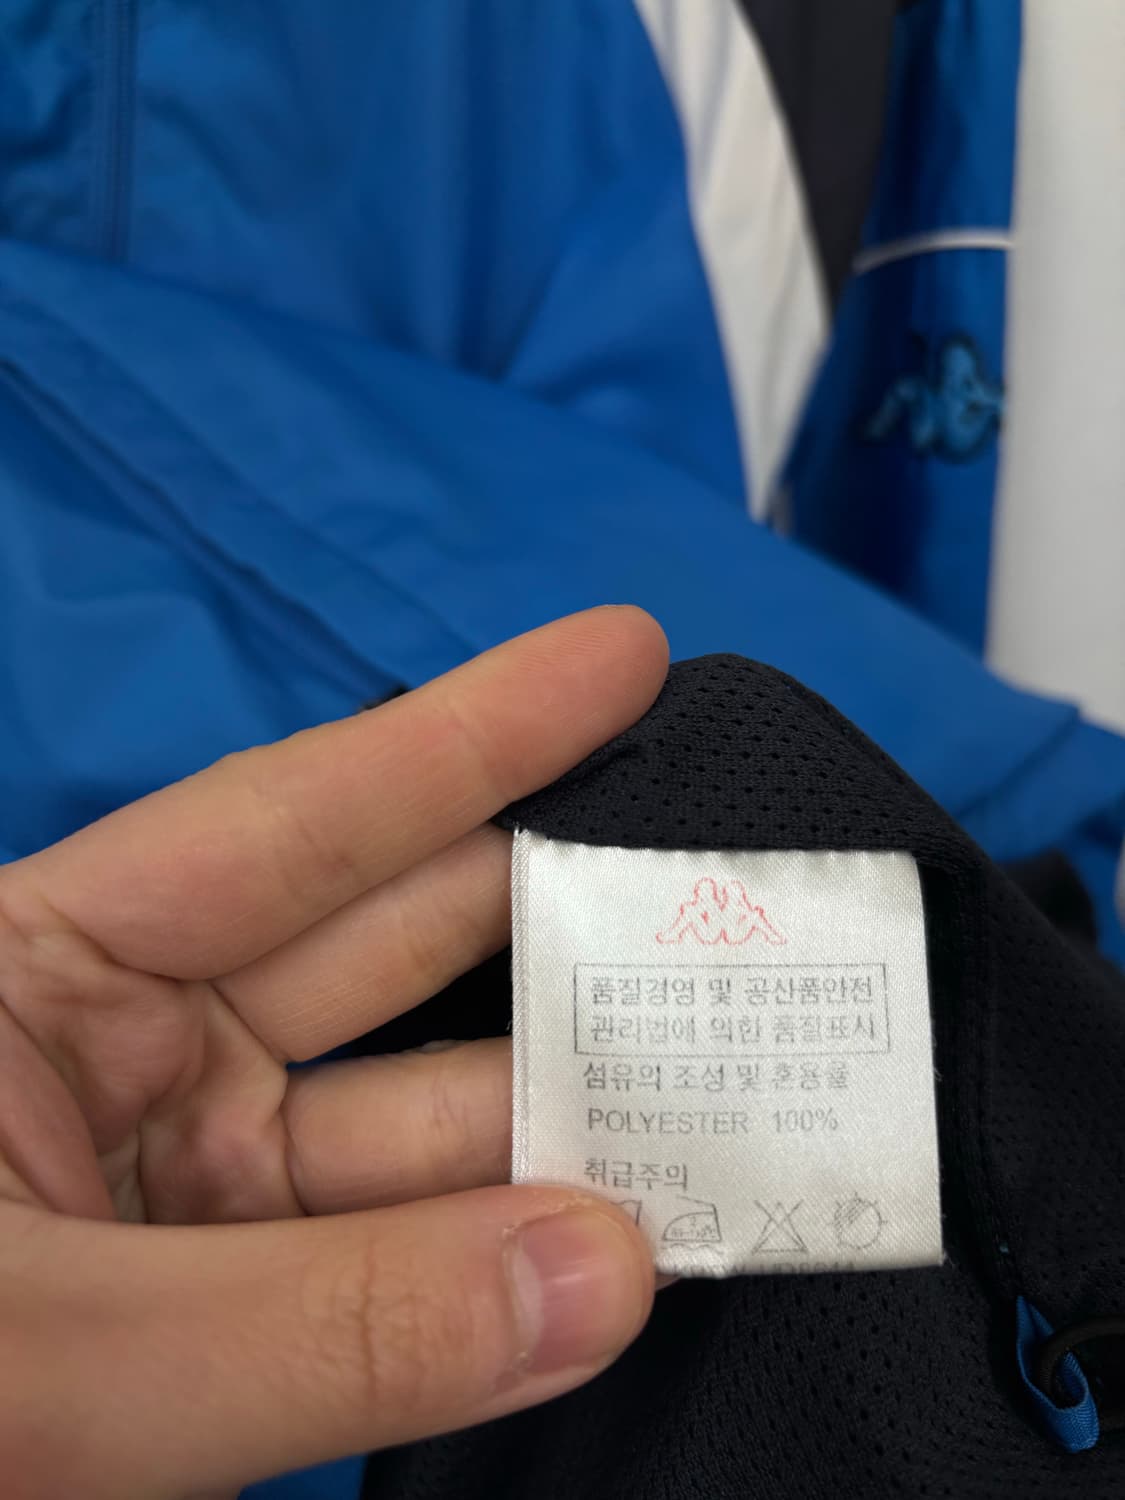 품질경영 및 공산품안전
관리법에 의한 품질표시
섬유의 조성 및 혼용율
POLYESTER 100%
취급주의